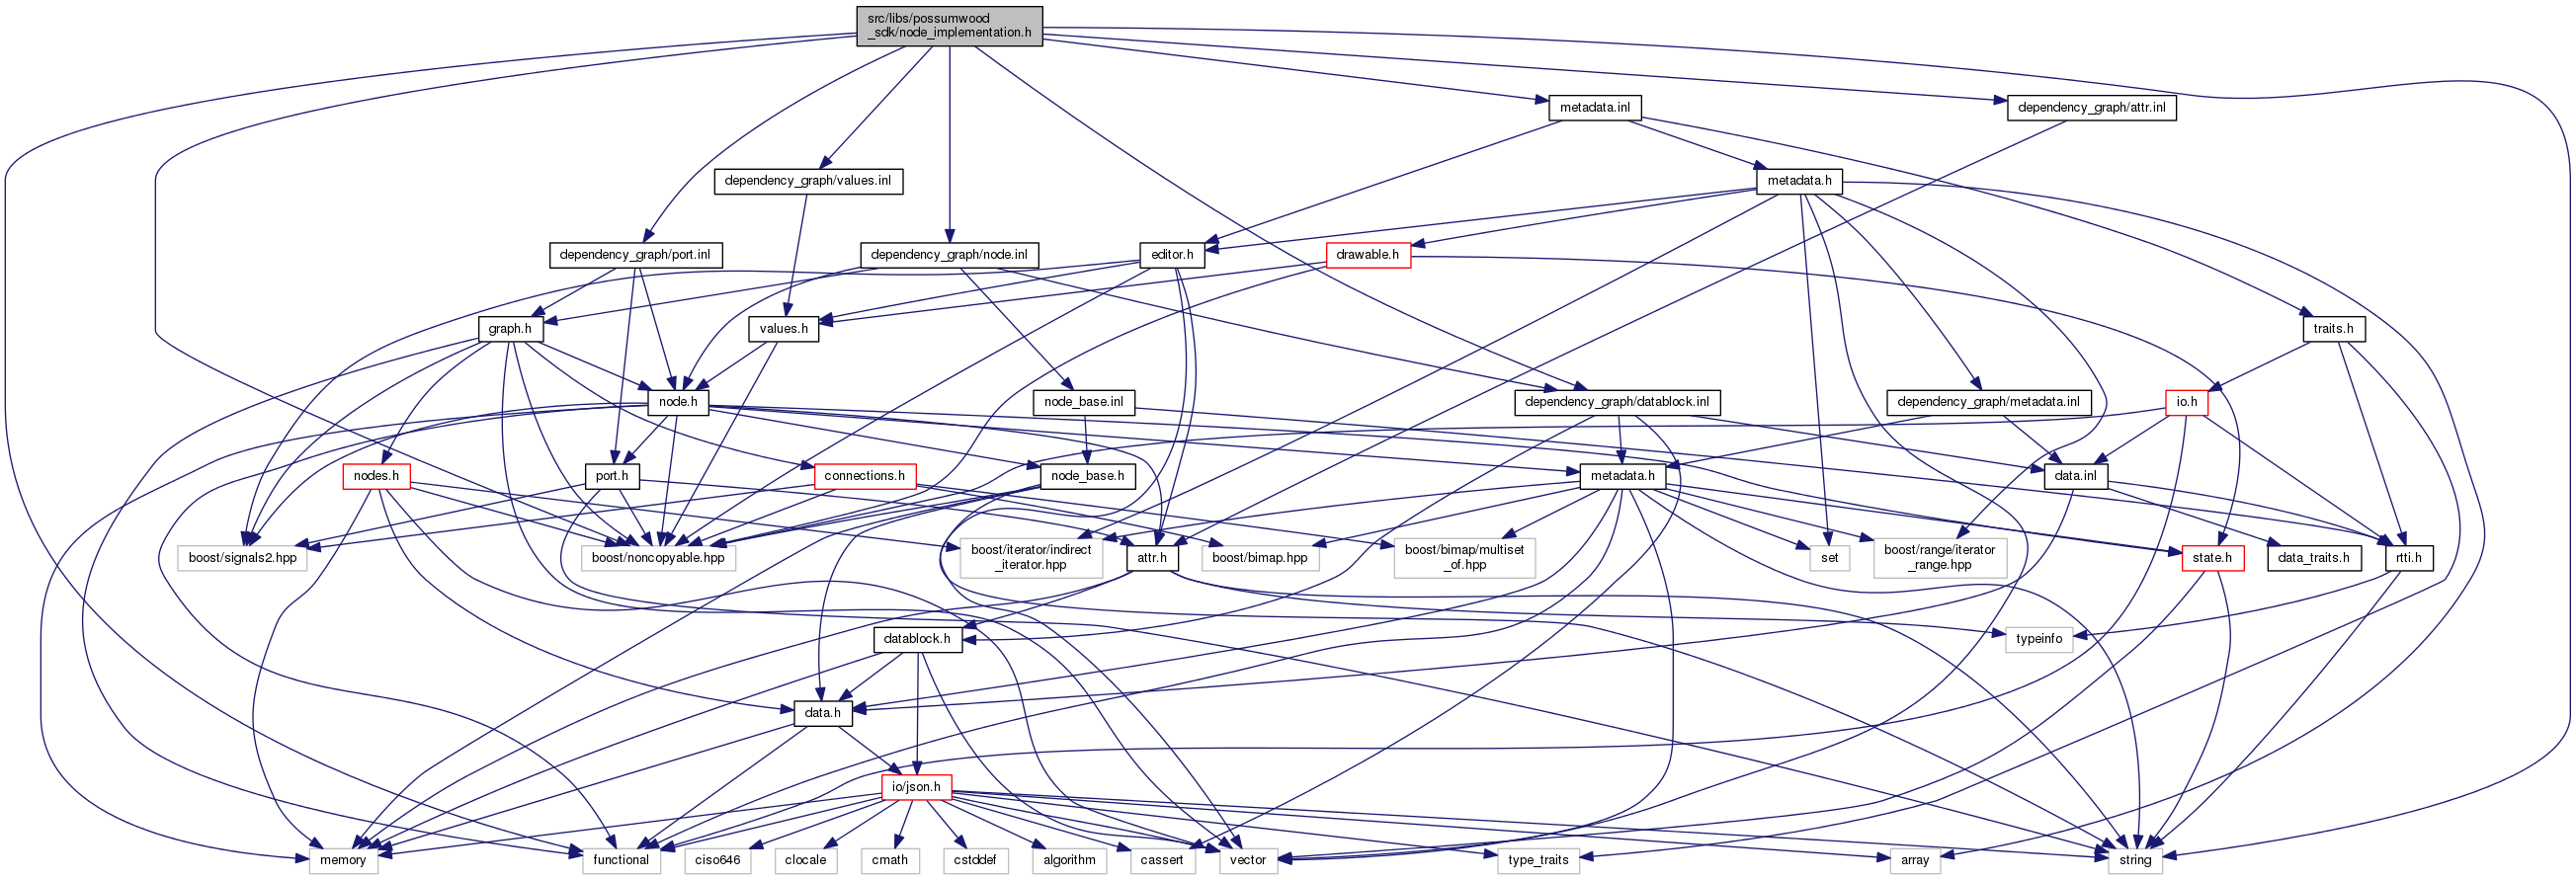 src/libs/possumwood
_sdk/node_implementation.h
metadata.inl
dependency_graph/attr.inl
dependency_graph/values.inl
metadata.h
dependency_graph/port.inl
dependency_graph/node.inl
editor.h
drawable.h
graph.h
values.h
traits.h
node.h
node_base.inl
dependency_graph/datablock.inl
dependency_graph/metadata.inl
io.h
nodes.h
port.h
connections.h
node_base.h
metadata.h
data.inl
boost/signals2.hpp
boost/noncopyable.hpp
boost/iterator/indirect
_iterator.hpp
attr.h
boost/bimap.hpp
boost/bimap/multiset
_of.hpp
set
boost/range/iterator
_range.hpp
state.h
data_traits.h
rtti.h
datablock.h
typeinfo
data.h
io/json.h
memory
functional
ciso646
clocale
cmath
cstddef
algorithm
cassert
vector
type_traits
array
string